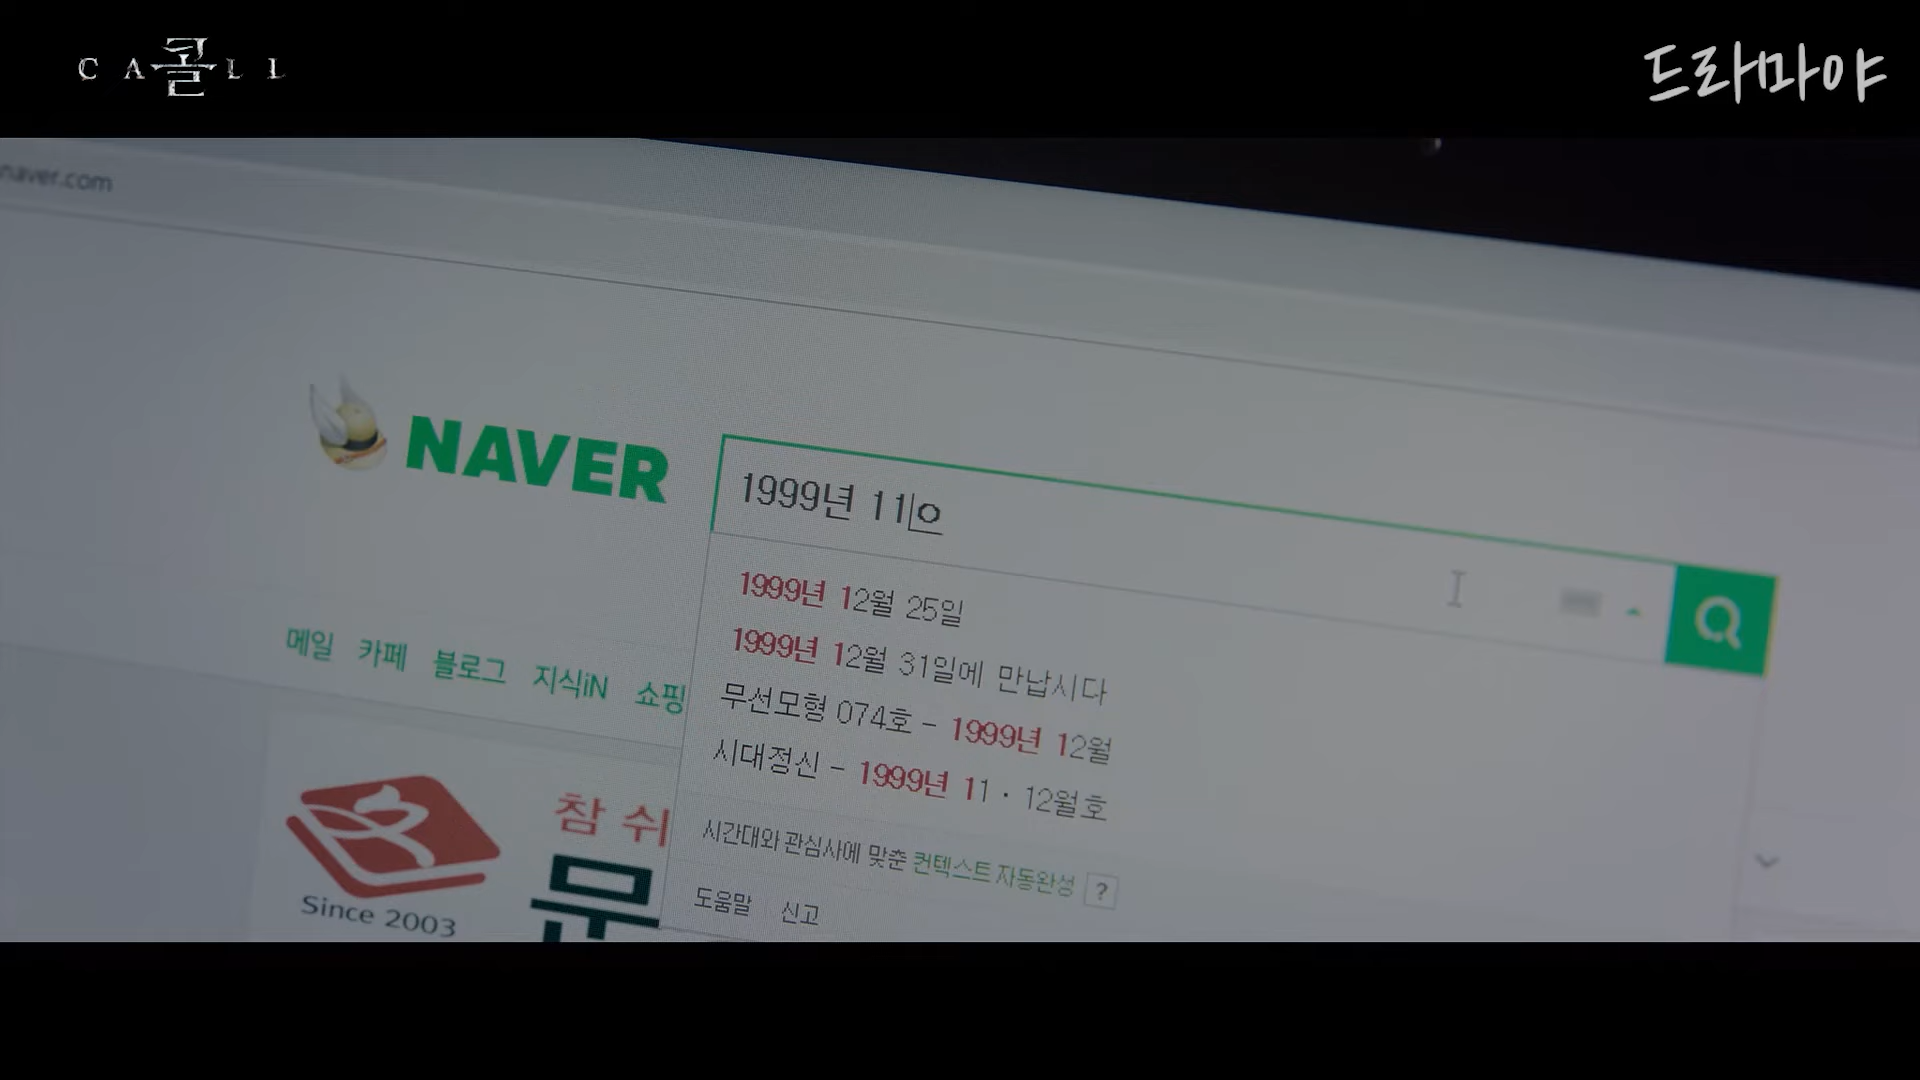 CA콜LL
드라마야
naver.com
NAVER
1999년 11ㅇ
1999년 12월 25일
1999년 12월 31일에 만납시다
무선모형 074호 - 1999년 12월
시대정신 - 1999년 11 · 12월호
시간대와 관심사에 맞춘 컨텍스트 자동완성 ?
도움말 신고
메일 카페 블로그 지식iN 쇼핑
참 쉬
문
Since 2003